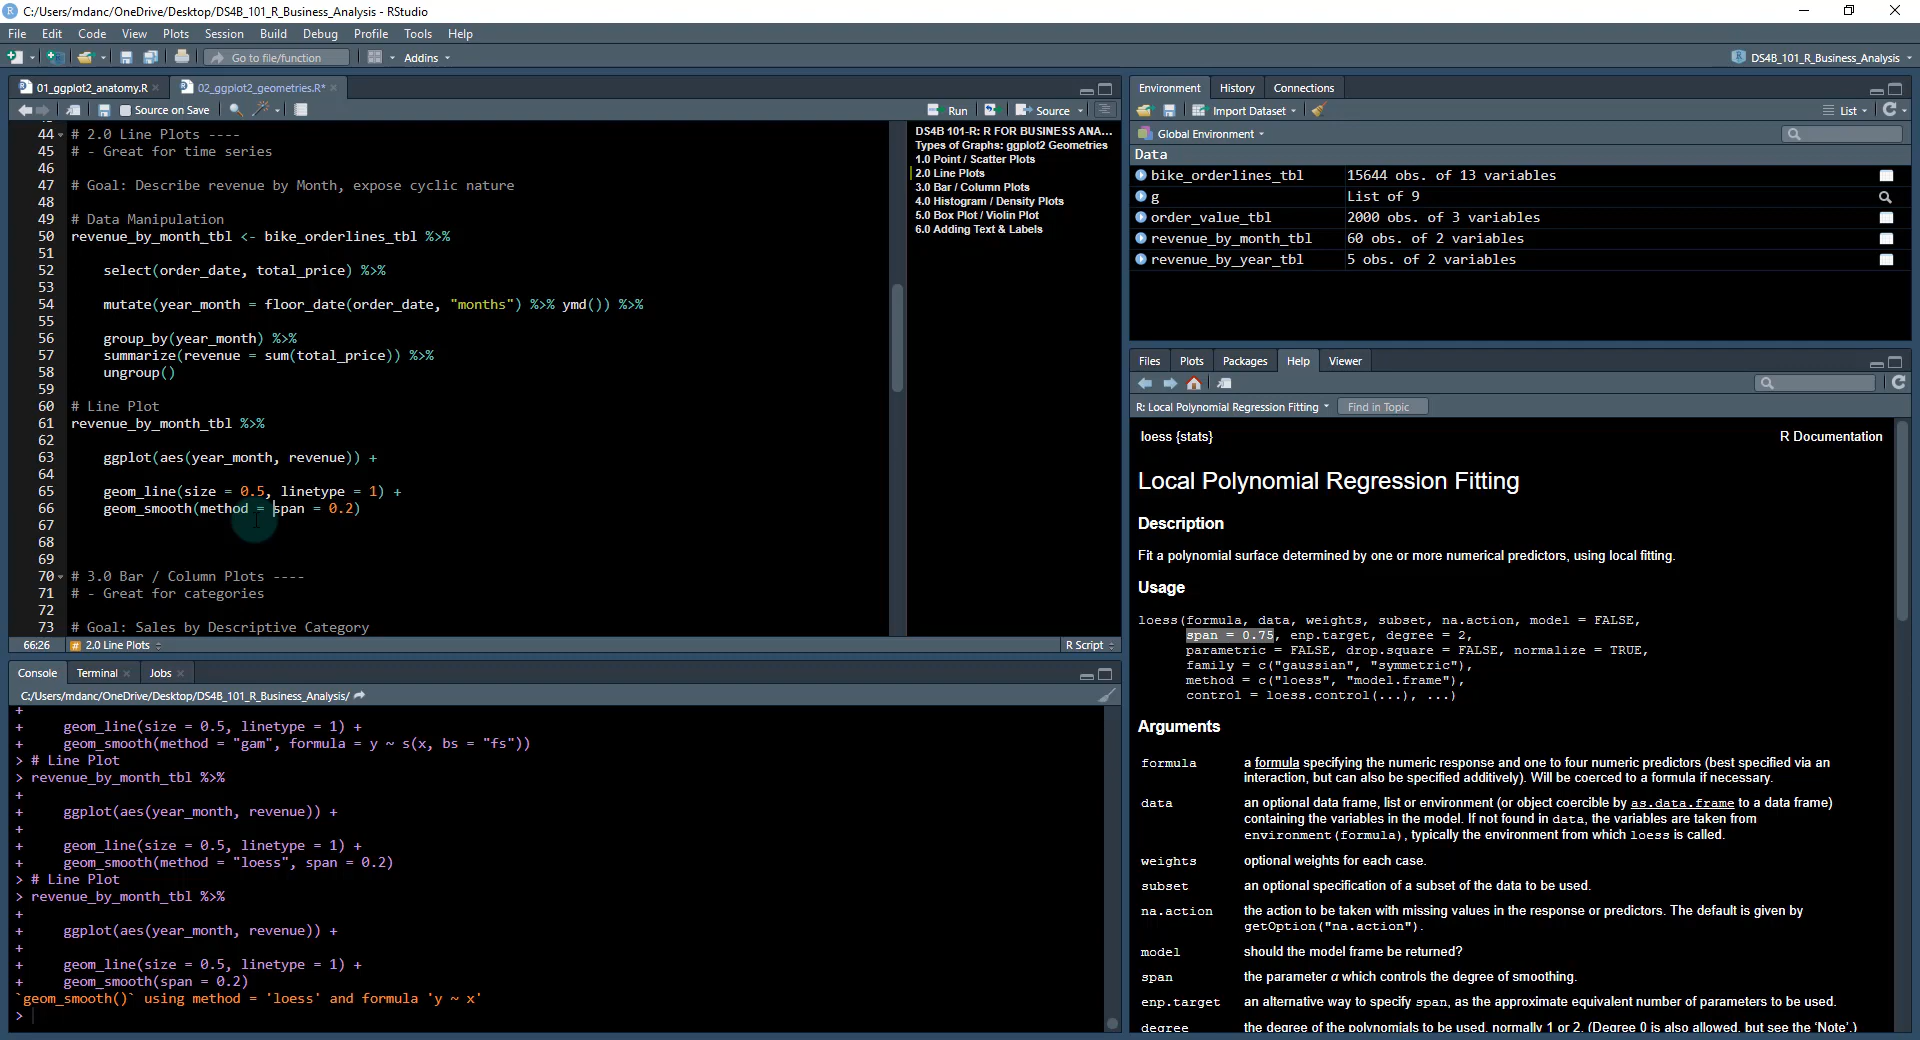 C:/Users/mdanc/OneDrive/Desktop/DS4B_101_R_Business_Analysis - RStudio
File Edit Code View Plots Session Build Debug Profile Tools Help
Go to file/function Addins DS4B_101_R_Business_Analysis
01_ggplot2_anatomy.R 02_ggplot2_geometries.R*
Source on Save Run Source
44 # 2.0 Line Plots ----
45 # - Great for time series
46
47 # Goal: Describe revenue by Month, expose cyclic nature
48
49 # Data Manipulation
50 revenue_by_month_tbl <- bike_orderlines_tbl %>%
51
52 select(order_date, total_price) %>%
53
54 mutate(year_month = floor_date(order_date, "months") %>% ymd()) %>%
55
56 group_by(year_month) %>%
57 summarize(revenue = sum(total_price)) %>%
58 ungroup()
59
60 # Line Plot
61 revenue_by_month_tbl %>%
62
63 ggplot(aes(year_month, revenue)) +
64
65 geom_line(size = 0.5, linetype = 1) +
66 geom_smooth(method = span = 0.2)
67
68
69
70 # 3.0 Bar / Column Plots ----
71 # - Great for categories
72
73 # Goal: Sales by Descriptive Category
66:26 2.0 Line Plots R Script
DS4B 101-R: R FOR BUSINESS ANA...
Types of Graphs: ggplot2 Geometries
1.0 Point / Scatter Plots
2.0 Line Plots
3.0 Bar / Column Plots
4.0 Histogram / Density Plots
5.0 Box Plot / Violin Plot
6.0 Adding Text & Labels
Console Terminal Jobs
C:/Users/mdanc/OneDrive/Desktop/DS4B_101_R_Business_Analysis/
+
+ geom_line(size = 0.5, linetype = 1) +
+ geom_smooth(method = "gam", formula = y ~ s(x, bs = "fs"))
> # Line Plot
> revenue_by_month_tbl %>%
+
+ ggplot(aes(year_month, revenue)) +
+
+ geom_line(size = 0.5, linetype = 1) +
+ geom_smooth(method = "loess", span = 0.2)
> # Line Plot
> revenue_by_month_tbl %>%
+
+ ggplot(aes(year_month, revenue)) +
+
+ geom_line(size = 0.5, linetype = 1) +
+ geom_smooth(span = 0.2)
`geom_smooth()` using method = 'loess' and formula 'y ~ x'
>
Environment History Connections
Import Dataset List
Global Environment
Data
bike_orderlines_tbl 15644 obs. of 13 variables
g List of 9
order_value_tbl 2000 obs. of 3 variables
revenue_by_month_tbl 60 obs. of 2 variables
revenue_by_year_tbl 5 obs. of 2 variables
Files Plots Packages Help Viewer
R: Local Polynomial Regression Fitting Find in Topic
loess {stats} R Documentation
Local Polynomial Regression Fitting
Description
Fit a polynomial surface determined by one or more numerical predictors, using local fitting.
Usage
loess(formula, data, weights, subset, na.action, model = FALSE,
span = 0.75, enp.target, degree = 2,
parametric = FALSE, drop.square = FALSE, normalize = TRUE,
family = c("gaussian", "symmetric"),
method = c("loess", "model.frame"),
control = loess.control(...), ...)
Arguments
formula a formula specifying the numeric response and one to four numeric predictors (best specified via an
interaction, but can also be specified additively). Will be coerced to a formula if necessary.
data an optional data frame, list or environment (or object coercible by as.data.frame to a data frame)
containing the variables in the model. If not found in data, the variables are taken from
environment(formula), typically the environment from which loess is called.
weights optional weights for each case.
subset an optional specification of a subset of the data to be used.
na.action the action to be taken with missing values in the response or predictors. The default is given by
getOption("na.action").
model should the model frame be returned?
span the parameter α which controls the degree of smoothing.
enp.target an alternative way to specify span, as the approximate equivalent number of parameters to be used.
degree the degree of the polynomials to be used, normally 1 or 2. (Degree 0 is also allowed, but see the ‘Note’.)